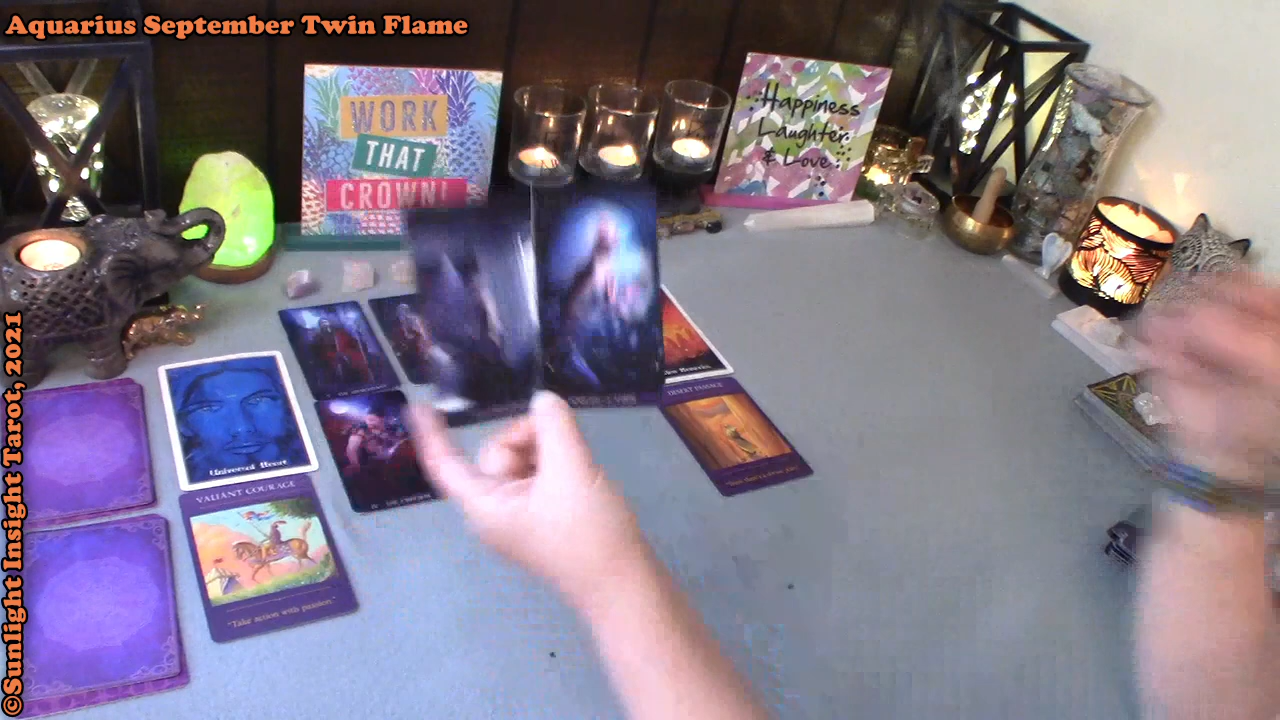 Aquarius September Twin Flame
WORK
THAT
CROWN!
Happiness
Laughter
& Love
Universal Heart
VALIANT COURAGE
"Take action with passion."
DESERT PASSAGE
©Sunlight Insight Tarot, 2021